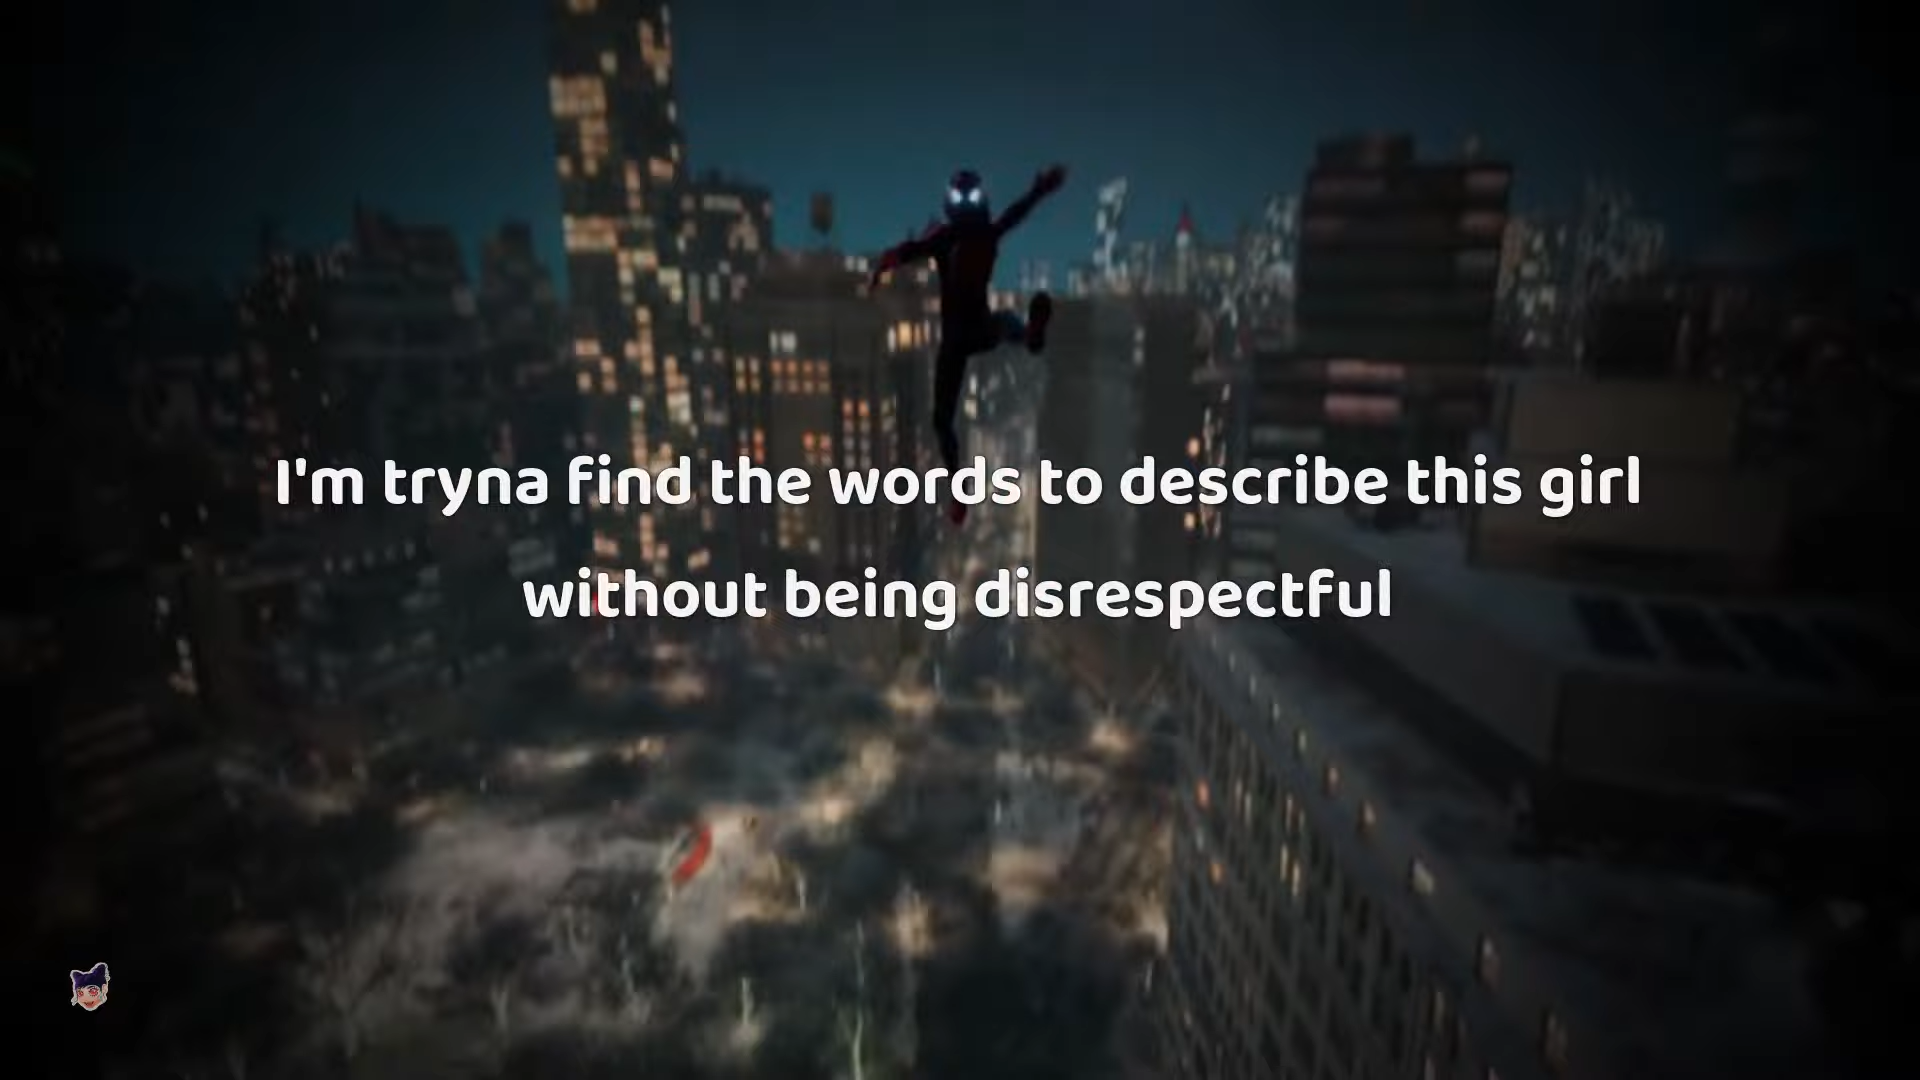 I'm tryna find the words to describe this girl
without being disrespectful